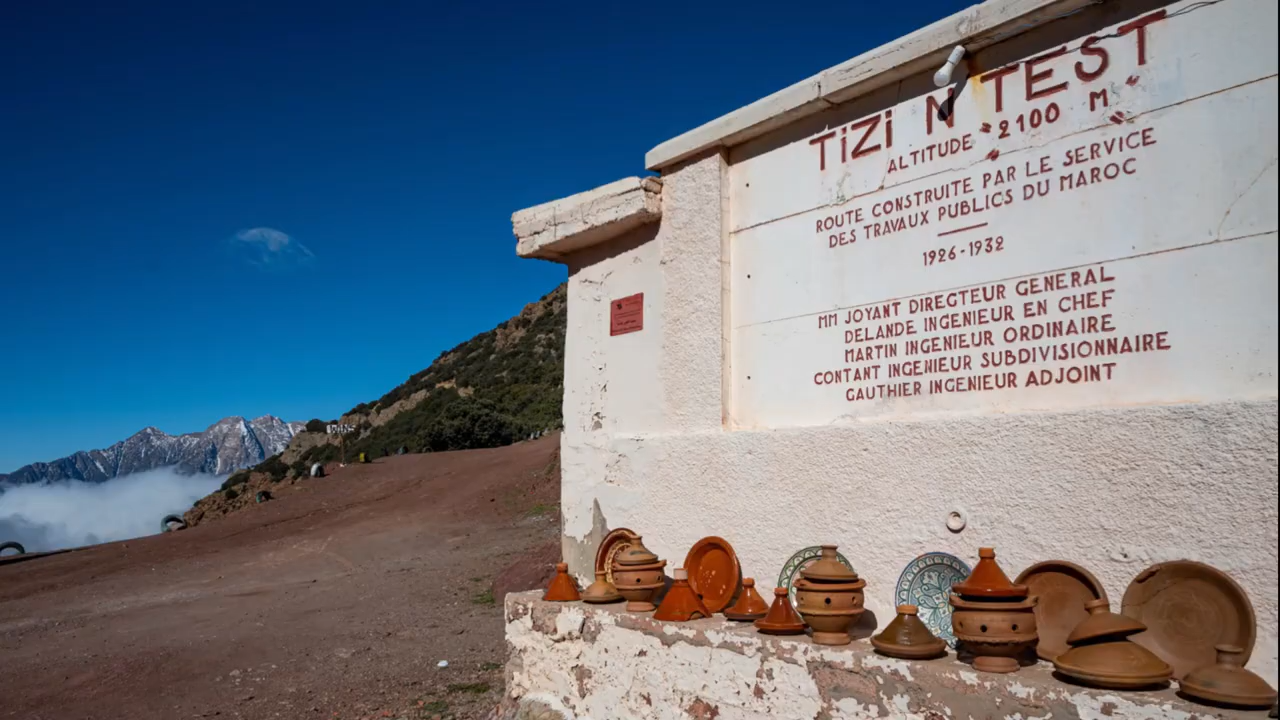 TiZi N TEST
ALTITUDE 2100 M
ROUTE CONSTRUITE PAR LE SERVICE
DES TRAVAUX PUBLICS DU MAROC
1926-1932
MM JOYANT DIRECTEUR GENERAL
DELANDE INGENIEUR EN CHEF
MARTIN INGENIEUR ORDINAIRE
CONTANT INGENIEUR SUBDIVISIONNAIRE
GAUTHIER INGENIEUR ADJOINT